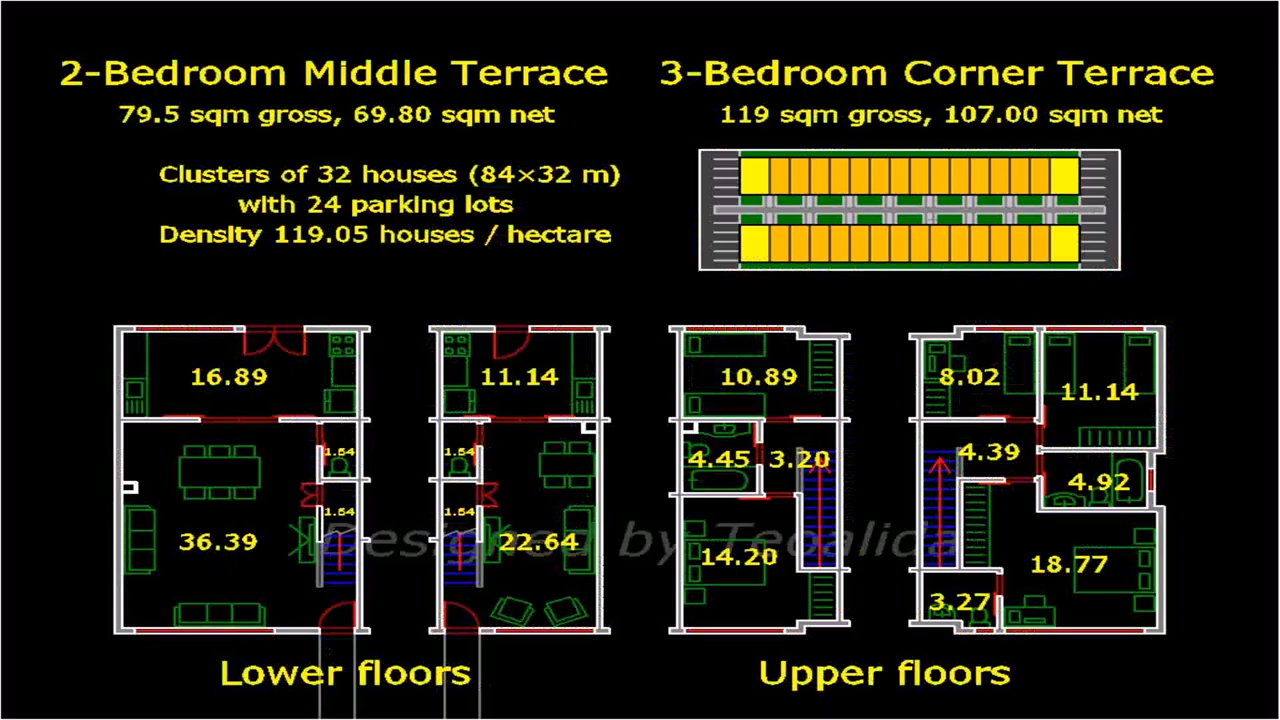 2-Bedroom Middle Terrace
79.5 sqm gross, 69.80 sqm net
3-Bedroom Corner Terrace
119 sqm gross, 107.00 sqm net
Clusters of 32 houses (84×32 m)
with 24 parking lots
Density 119.05 houses / hectare
16.89
11.14
10.89
8.02
11.14
1.54
1.54
4.45
3.20
4.39
4.92
36.39
1.54
1.54
22.64
14.20
18.77
3.27
Designed by Teoalida
Lower floors
Upper floors